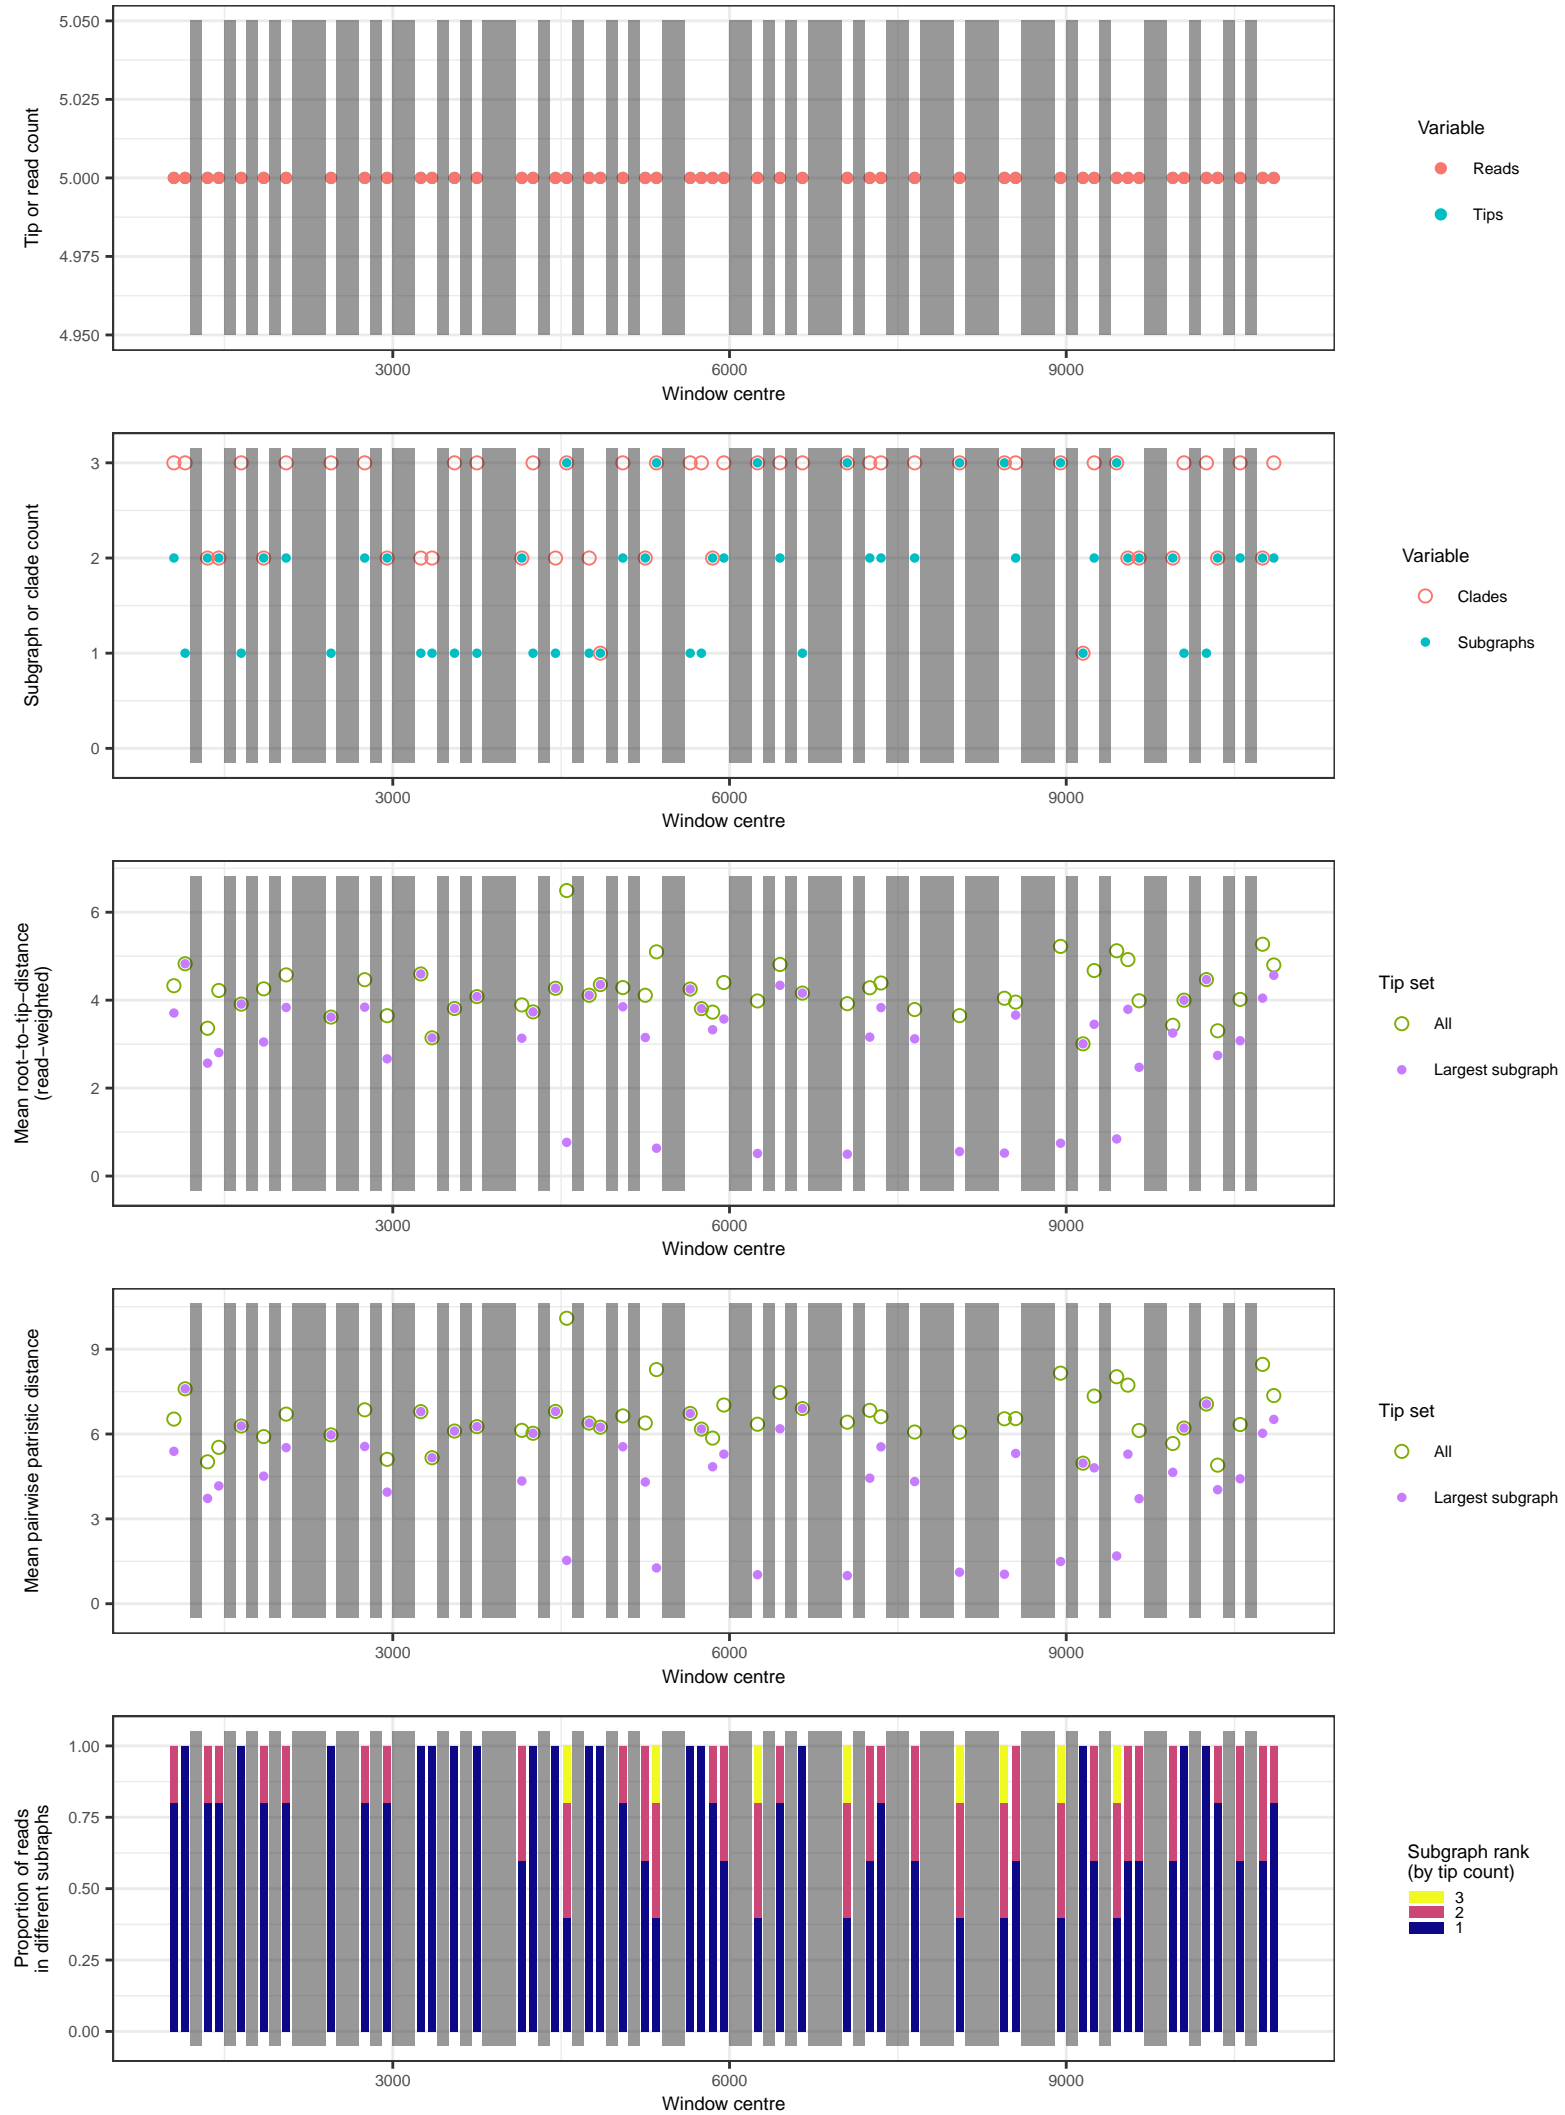 5.050
5.025
5.000
4.975
4.950
Tip or read count
3000 6000 9000
Window centre
Variable
Reads
Tips
3
2
1
0
Subgraph or clade count
3000 6000 9000
Window centre
Variable
Clades
Subgraphs
6
4
2
0
Mean root−to−tip−distance
(read−weighted)
3000 6000 9000
Window centre
Tip set
All
Largest subgraph
9
6
3
0
Mean pairwise patristic distance
3000 6000 9000
Window centre
Tip set
All
Largest subgraph
1.00
0.75
0.50
0.25
0.00
Proportion of reads
in different subraphs
3000 6000 9000
Window centre
Subgraph rank
(by tip count)
3
2
1